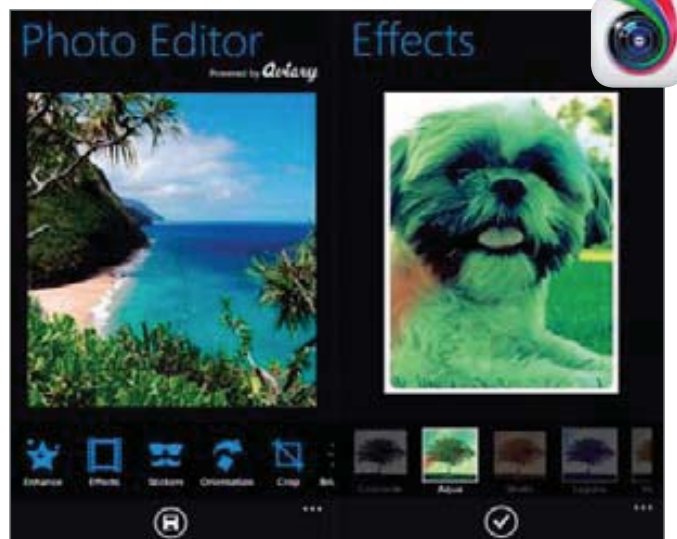 Photo Editor
Powered by Aviary
Enhance Effects Stickers Orientation Crop
Effects
Aqua